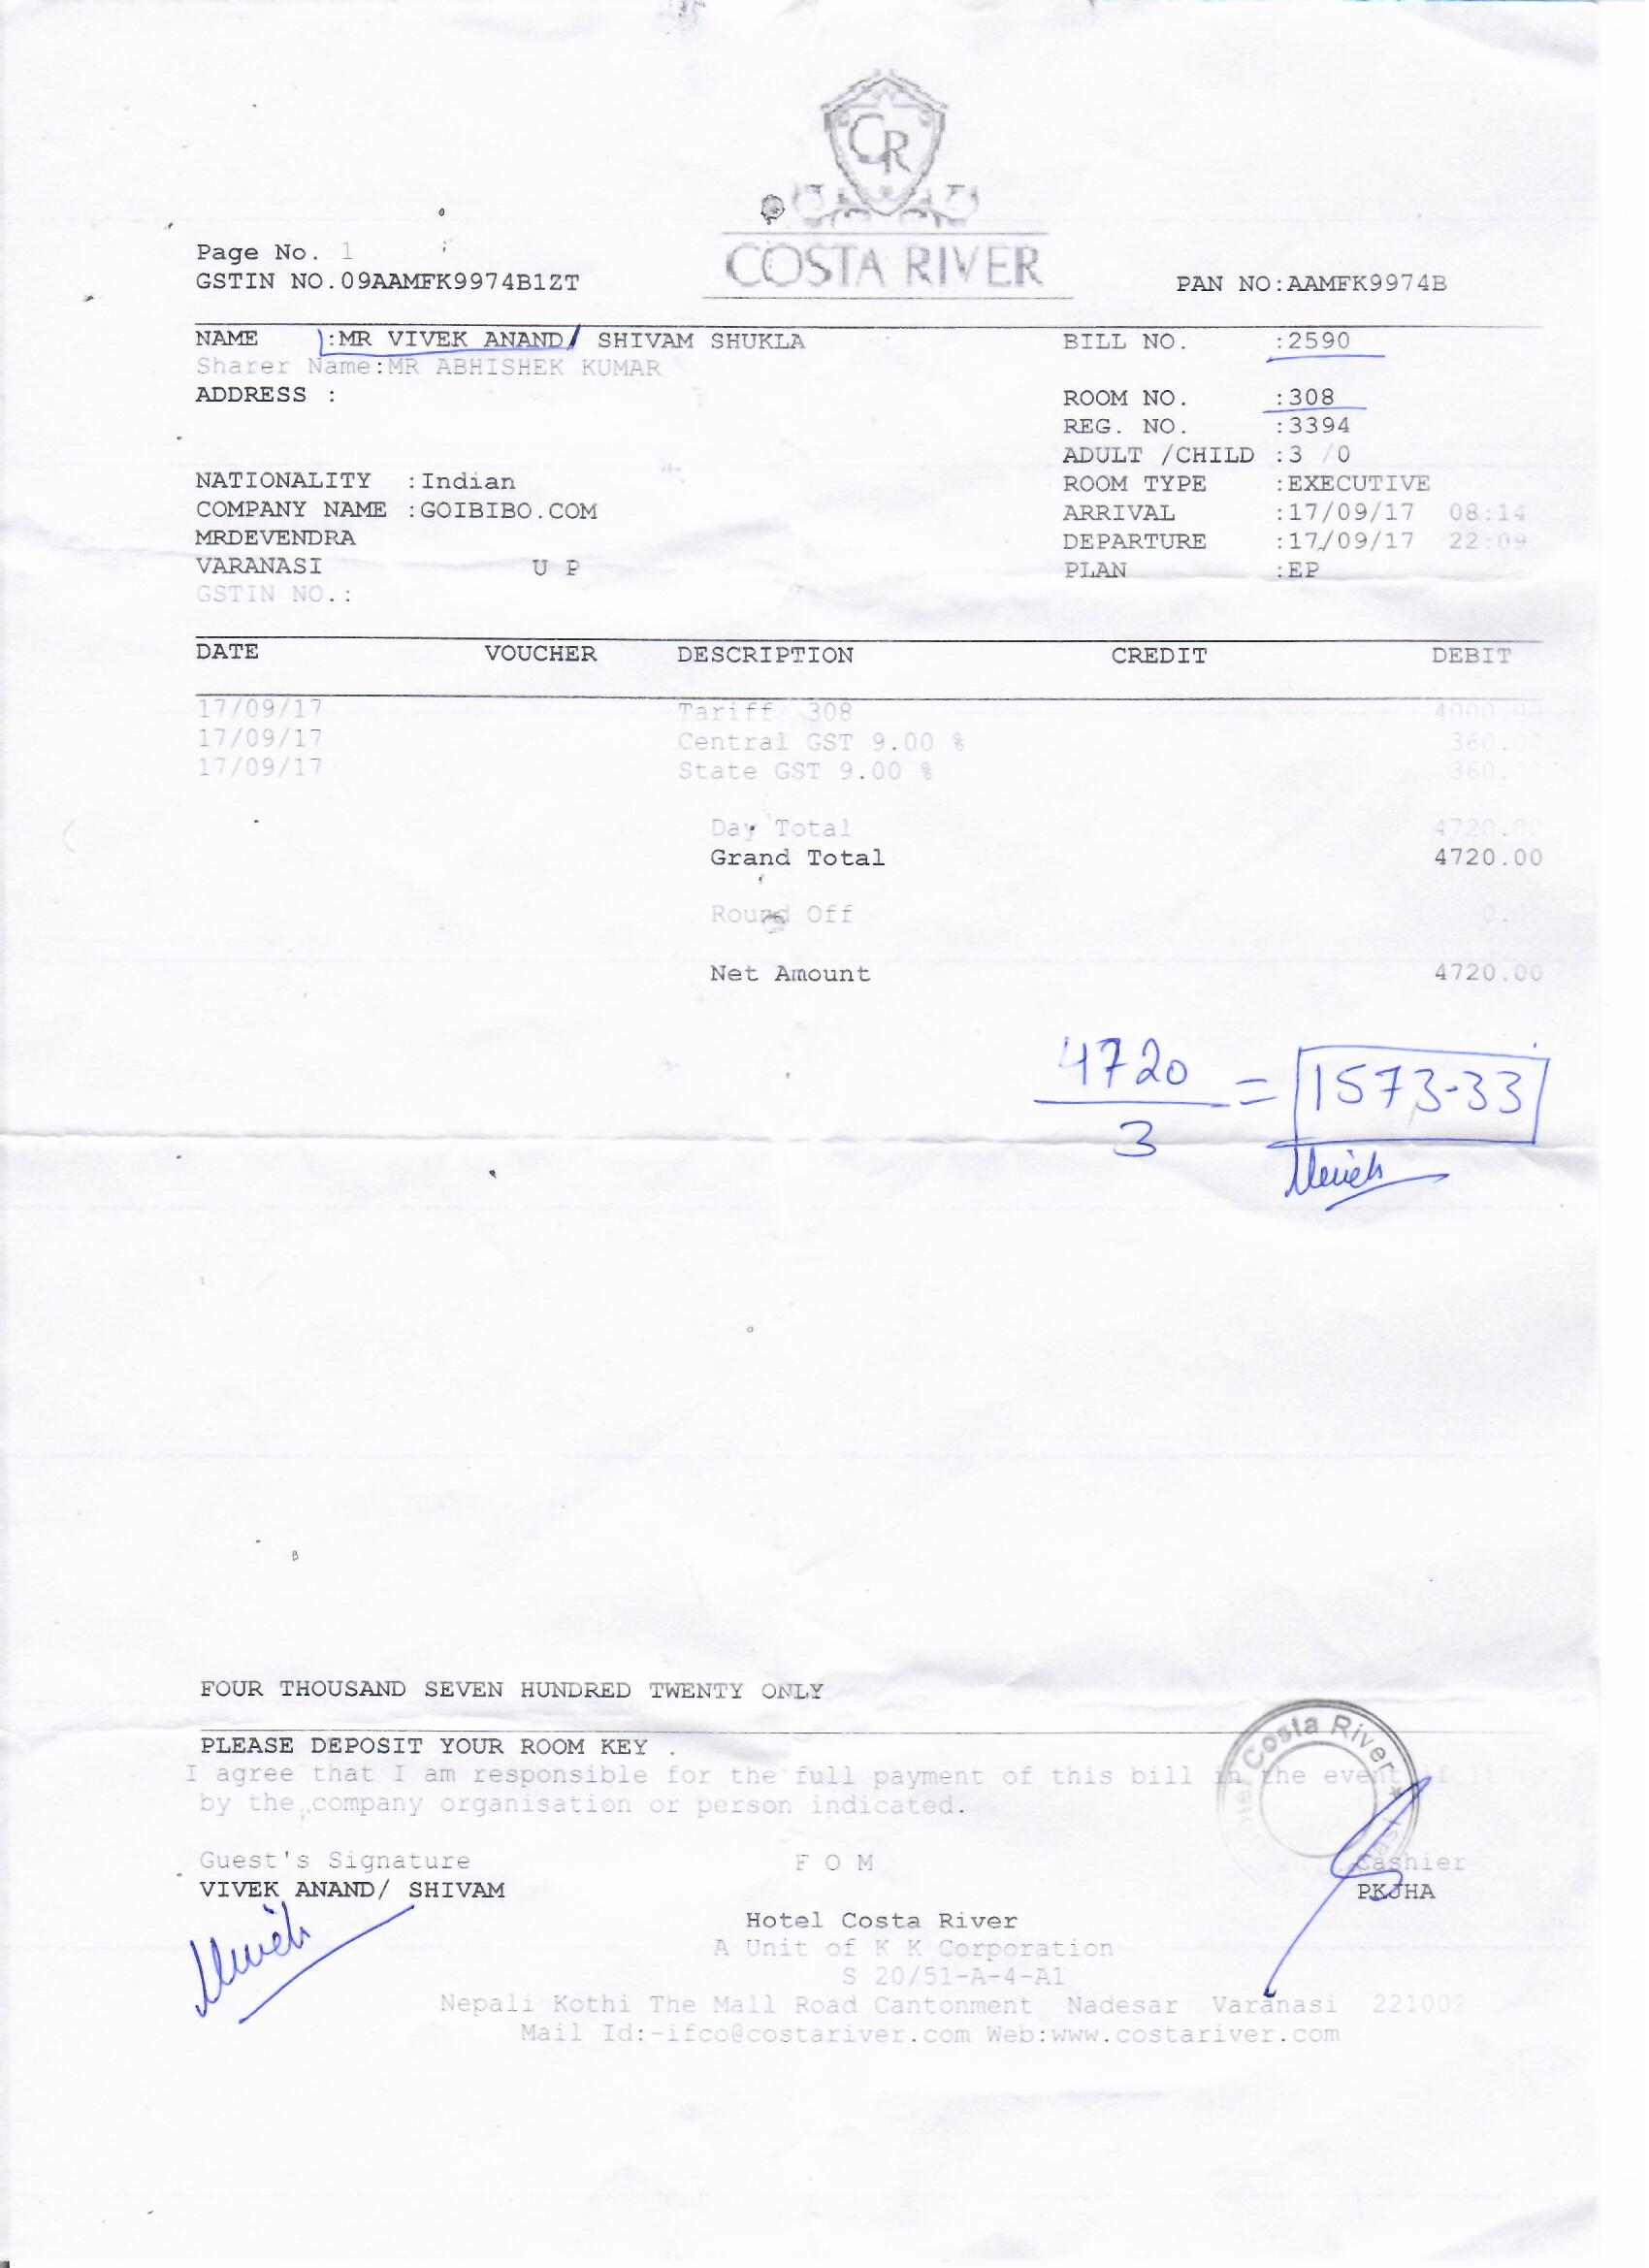 CR
COSTA RIVER
Page No. 1
GSTIN NO.09AAMFK9974B1ZT
PAN NO:AAMFK9974B
NAME :MR VIVEK ANAND/ SHIVAM SHUKLA BILL NO. :2590
Sharer Name:MR ABHISHEK KUMAR
ADDRESS : ROOM NO. :308
REG. NO. :3394
ADULT /CHILD :3 /0
NATIONALITY :Indian ROOM TYPE :EXECUTIVE
COMPANY NAME :GOIBIBO.COM ARRIVAL :17/09/17 08:14
MRDEVENDRA DEPARTURE :17/09/17 22:09
VARANASI U P PLAN :EP
GSTIN NO.:
DATE VOUCHER DESCRIPTION CREDIT DEBIT
17/09/17 Tariff 308 4000.00
17/09/17 Central GST 9.00 % 360.00
17/09/17 State GST 9.00 % 360.
Day Total 4720.00
Grand Total 4720.00
Round Off 0.
Net Amount 4720.00
4720
3
= 1573-33
FOUR THOUSAND SEVEN HUNDRED TWENTY ONLY
PLEASE DEPOSIT YOUR ROOM KEY .
I agree that I am responsible for the full payment of this bill in the event
by the company organisation or person indicated.
Hotel Costa River
Guest's Signature F O M Cashier
VIVEK ANAND/ SHIVAM PKJHA
Hotel Costa River
A Unit of K K Corporation
S 20/51-A-4-A1
Nepali Kothi The Mall Road Cantonment Nadesar Varanasi 221002
Mail Id:-ifco@costariver.com Web:www.costariver.com